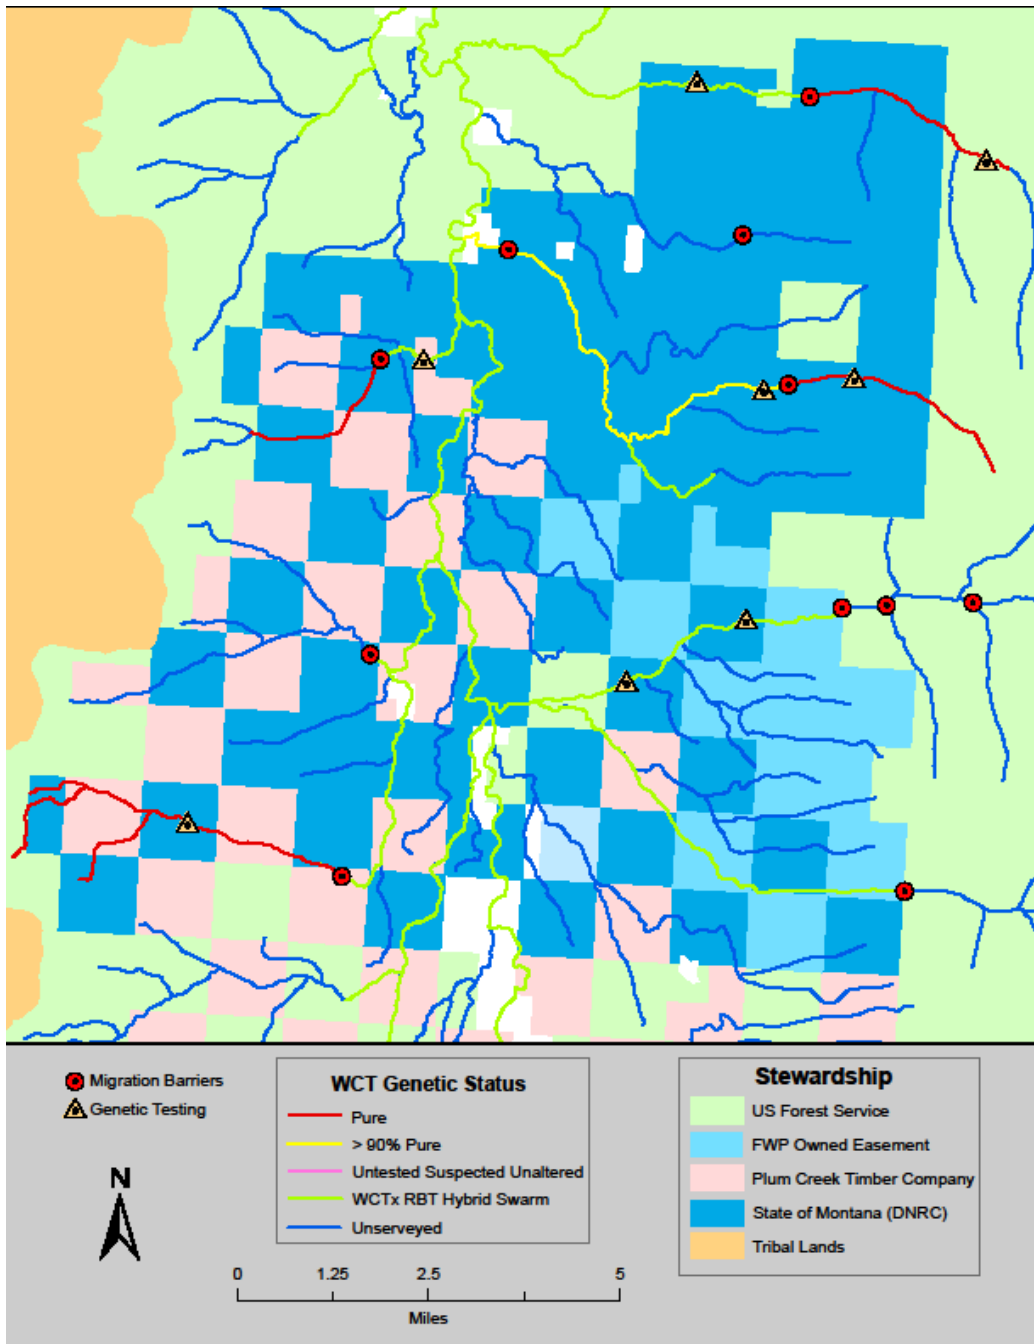 Migration Barriers
Genetic Testing
N
WCT Genetic Status
Pure
> 90% Pure
Untested Suspected Unaltered
WCTx RBT Hybrid Swarm
Unserveyed
Stewardship
US Forest Service
FWP Owned Easement
Plum Creek Timber Company
State of Montana (DNRC)
Tribal Lands
0 1.25 2.5 5
Miles